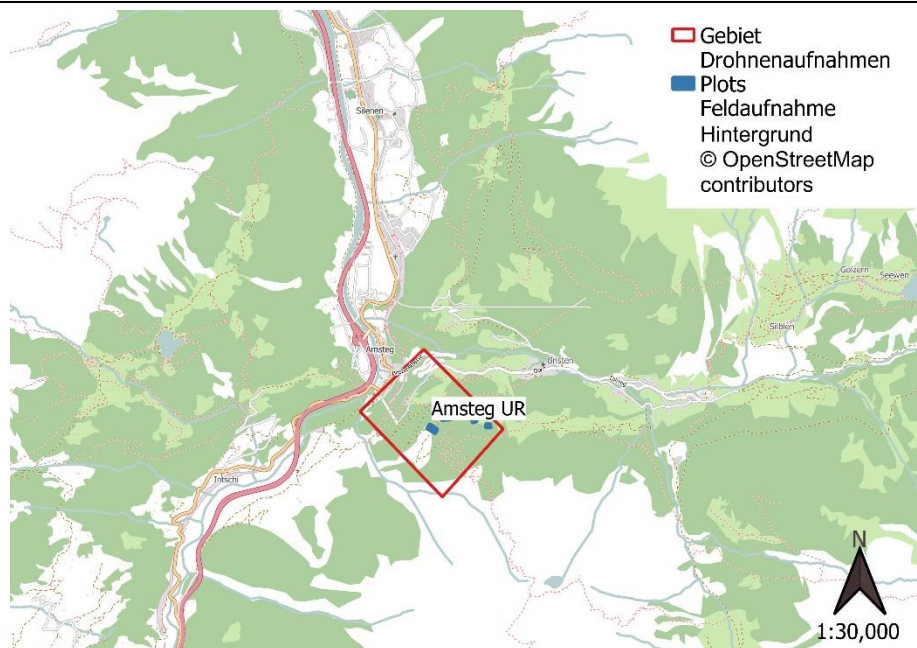 Gebiet
Drohnenaufnahmen
Plots
Feldaufnahme
Hintergrund
© OpenStreetMap
contributors
Silenen
Golzern
Seewen
Silblen
Amsteg
Bristen
Dorf
Amsteg UR
Intschi
N
1:30,000